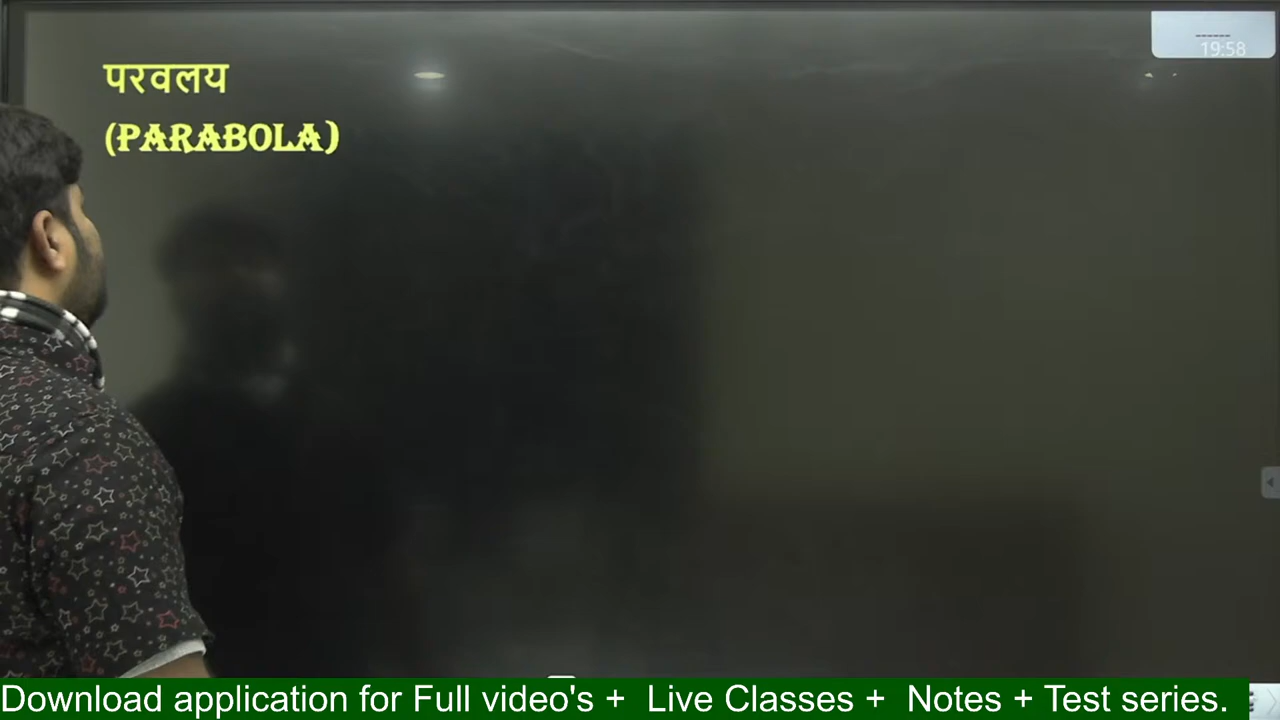 ------
19:58
परवलय
(PARABOLA)
Download application for Full video's + Live Classes + Notes + Test series.